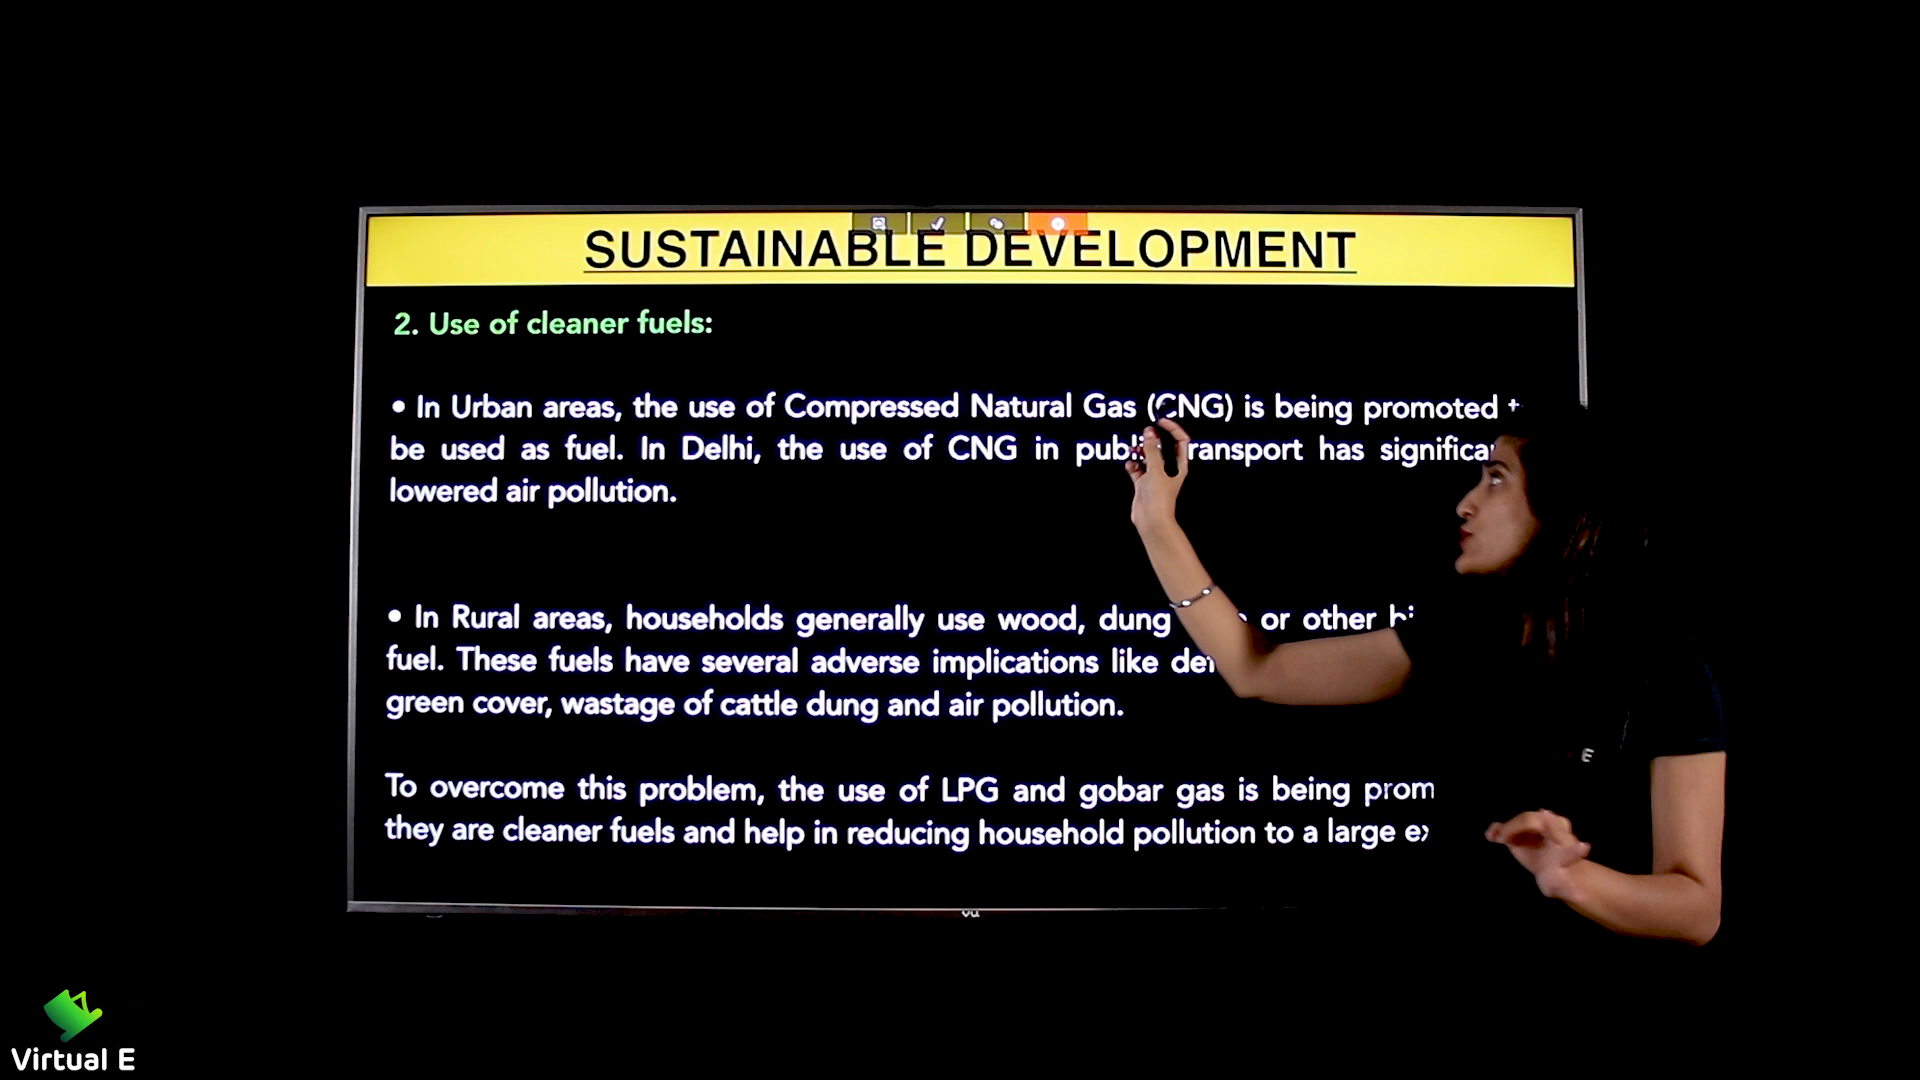 SUSTAINABLE DEVELOPMENT
2. Use of cleaner fuels:
• In Urban areas, the use of Compressed Natural Gas (CNG) is being promoted
be used as fuel. In Delhi, the use of CNG in has
lowered air pollution.
• In Rural areas, households generally use wood, dung or other
fuel. These fuels have several adverse implications like
green cover, wastage of cattle dung and air pollution.
To overcome this problem, the use of LPG and gobar gas is being
they are cleaner fuels and help in reducing household pollution to a large
E
Virtual E